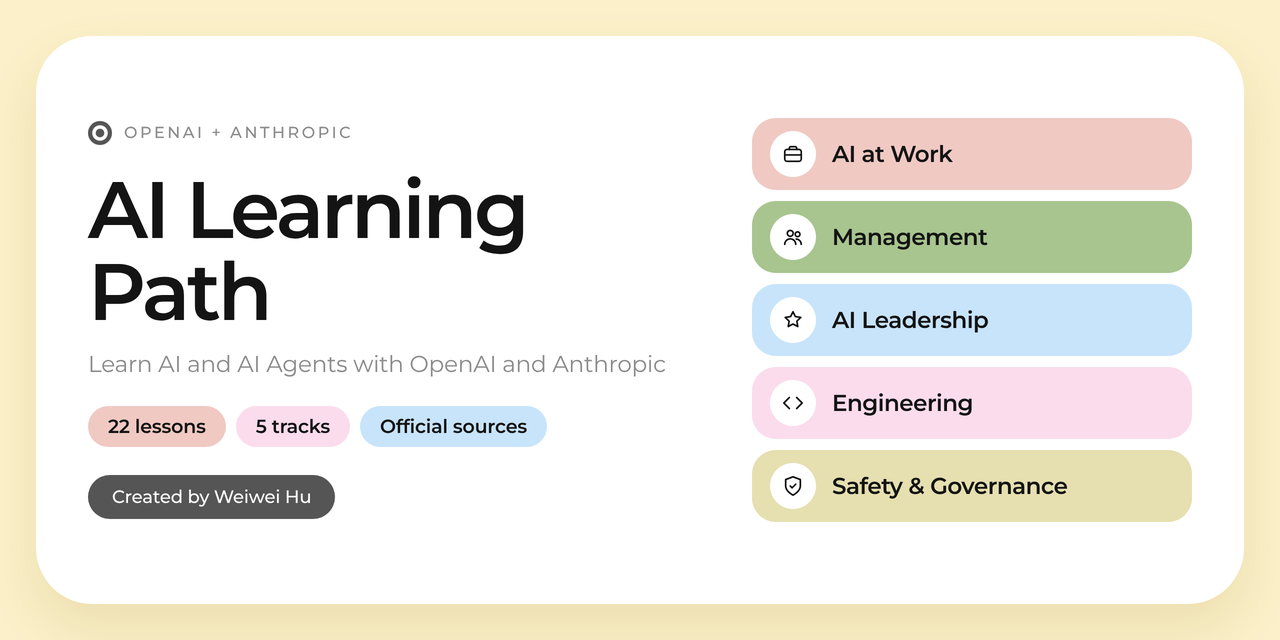 OPENAI + ANTHROPIC
AI Learning
Path
Learn AI and AI Agents with OpenAI and Anthropic
22 lessons
5 tracks
Official sources
Created by Weiwei Hu
AI at Work
Management
AI Leadership
Engineering
Safety & Governance